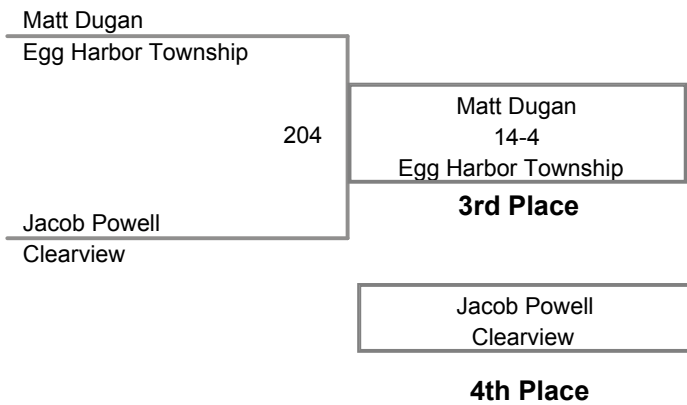 Matt Dugan
Egg Harbor Township
204
Matt Dugan
14-4
Egg Harbor Township
3rd Place
Jacob Powell
Clearview
Jacob Powell
Clearview
4th Place